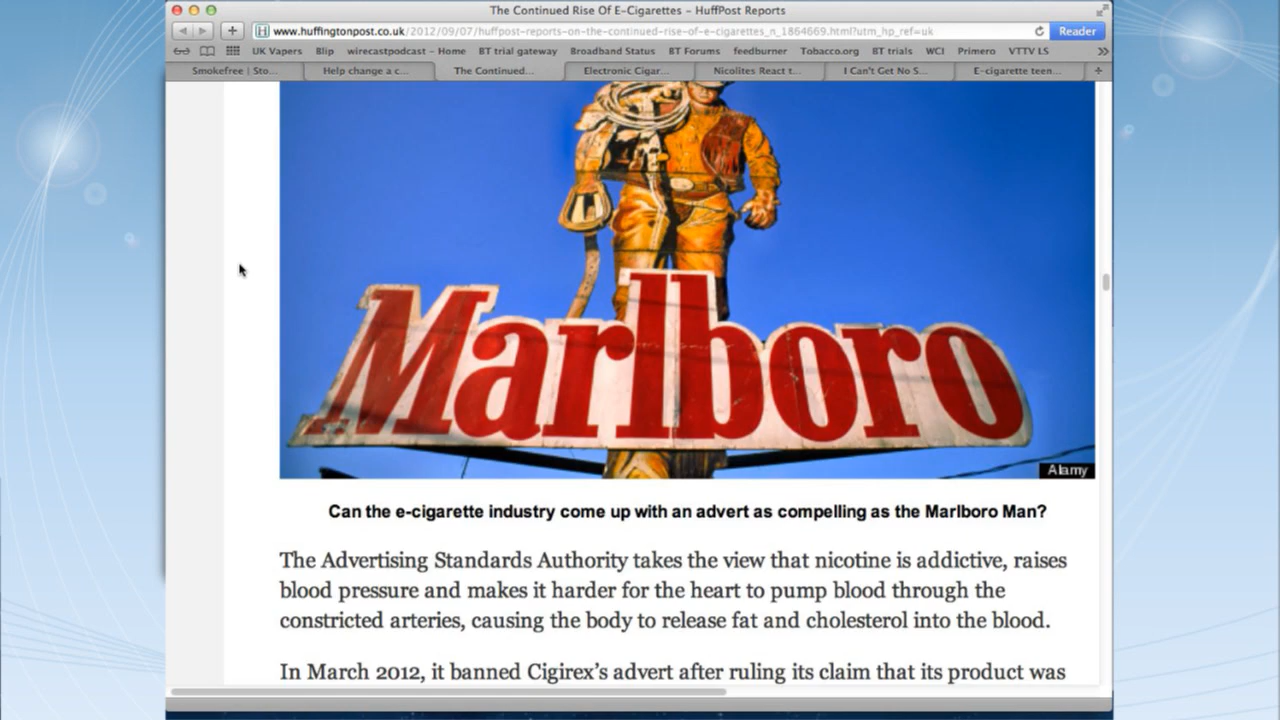 The Continued Rise Of E-Cigarettes – HuffPost Reports
www.huffingtonpost.co.uk/2012/09/07/huffpost-reports-on-the-continued-rise-of-e-cigarettes_n_1864669.html?utm_hp_ref=uk
Reader
UK Vapers Blip wirecastpodcast – Home BT trial gateway Broadband Status BT Forums feedburner Tobacco.org BT trials WCI Primero VTTV LS
Smokefree | Sto... Help change a c... The Continued... Electronic Cigar... Nicolites React t... I Can't Get No S... E-cigarette teen...
Marlboro
Alamy
Can the e-cigarette industry come up with an advert as compelling as the Marlboro Man?
The Advertising Standards Authority takes the view that nicotine is addictive, raises
blood pressure and makes it harder for the heart to pump blood through the
constricted arteries, causing the body to release fat and cholesterol into the blood.
In March 2012, it banned Cigirex's advert after ruling its claim that its product was